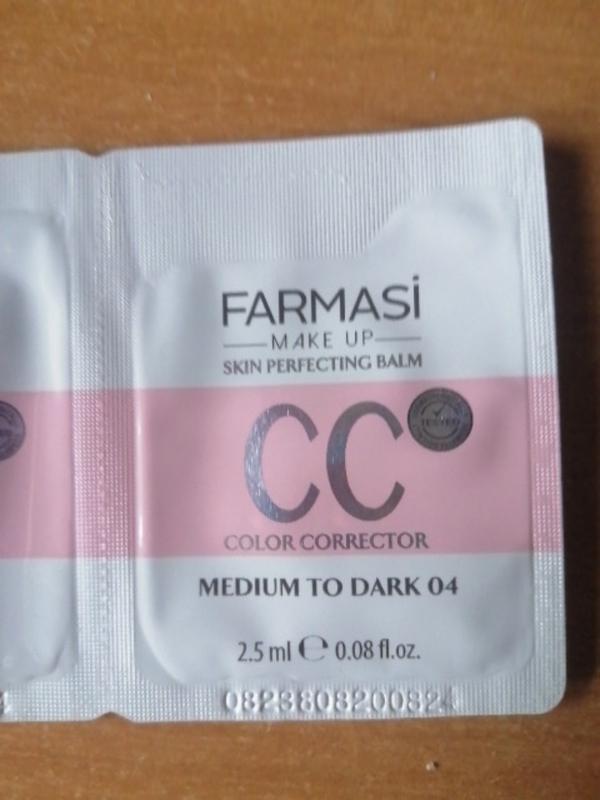 FARMASİ
MAKE UP
SKIN PERFECTING BALM
CC
TESTED
COLOR CORRECTOR
MEDIUM TO DARK 04
2.5 ml ℮ 0.08 fl.oz.
0823808200824